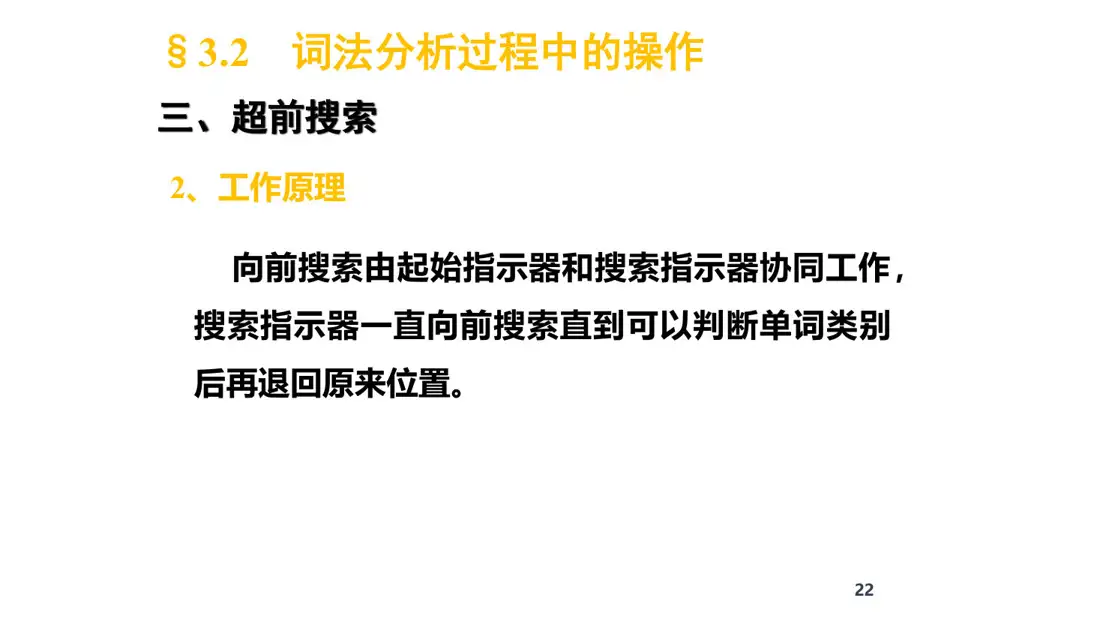 §3.2 词法分析过程中的操作
三、超前搜索
2、工作原理
向前搜索由起始指示器和搜索指示器协同工作，
搜索指示器一直向前搜索直到可以判断单词类别
后再退回原来位置。
22